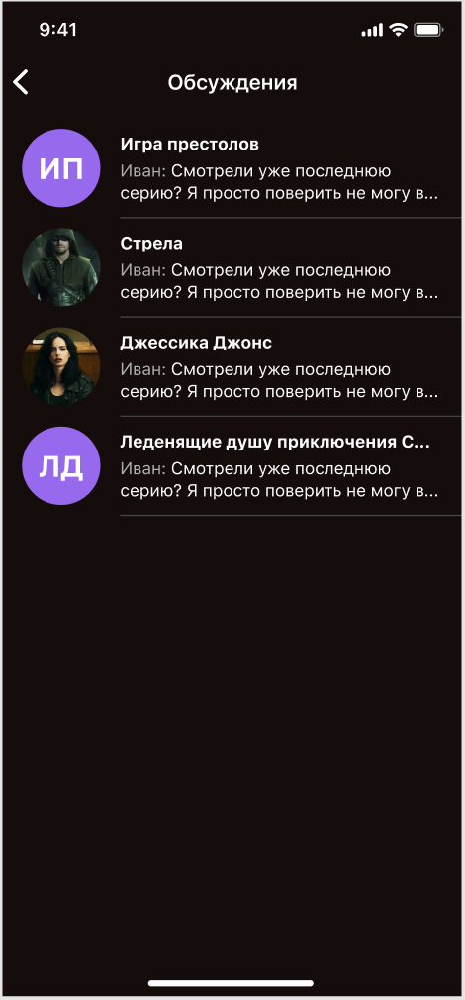 9:41
Обсуждения
ИП
Игра престолов
Иван: Смотрели уже последнюю
серию? Я просто поверить не могу в...
Стрела
Иван: Смотрели уже последнюю
серию? Я просто поверить не могу в...
Джессика Джонс
Иван: Смотрели уже последнюю
серию? Я просто поверить не могу в...
ЛД
Леденящие душу приключения С...
Иван: Смотрели уже последнюю
серию? Я просто поверить не могу в...